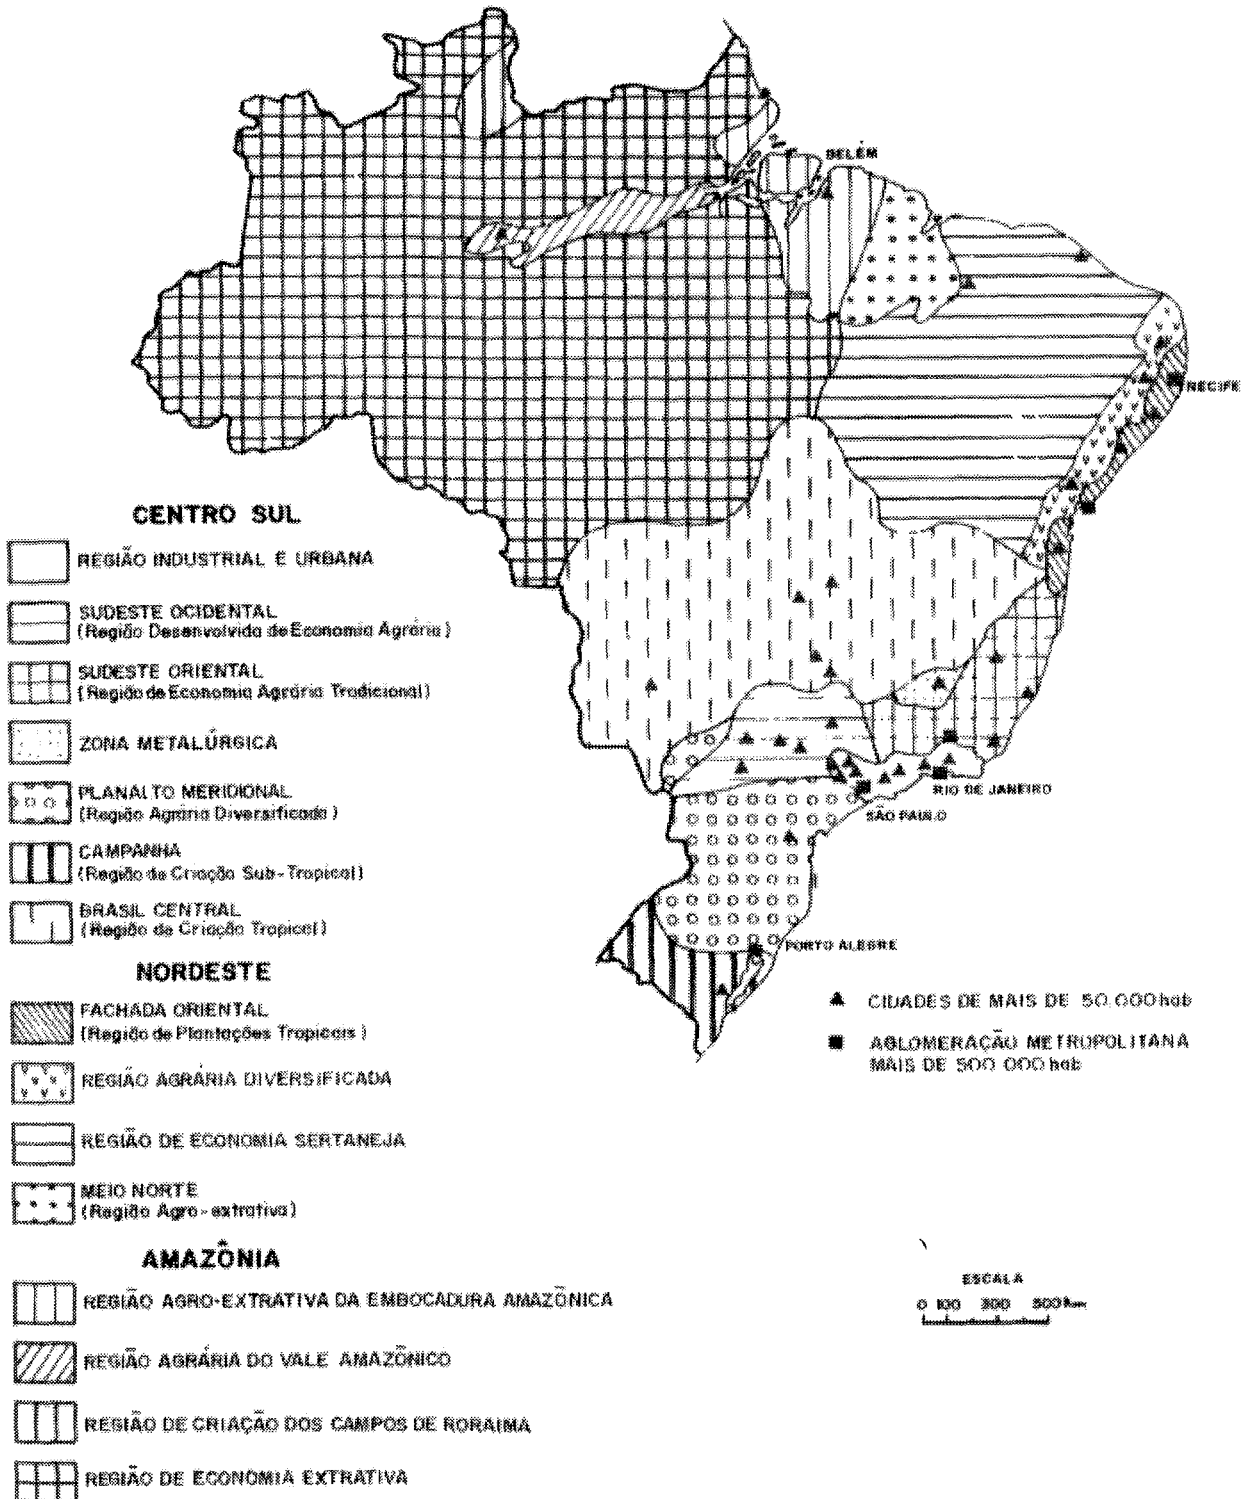 BELÉM
RECIFE
RIO DE JANEIRO
SÃO PAULO
PORTO ALEGRE
CENTRO SUL
REGIÃO INDUSTRIAL E URBANA
SUDESTE OCIDENTAL
(Região Desenvolvida de Economia Agrária)
SUDESTE ORIENTAL
(Região de Economia Agrária Tradicional)
ZONA METALÚRGICA
PLANALTO MERIDIONAL
(Região Agrária Diversificada)
CAMPANHA
(Região de Criação Sub-Tropical)
BRASIL CENTRAL
(Região de Criação Tropical)
NORDESTE
FACHADA ORIENTAL
(Região de Plantações Tropicais)
REGIÃO AGRÁRIA DIVERSIFICADA
REGIÃO DE ECONOMIA SERTANEJA
MEIO NORTE
(Região Agro-extrativa)
AMAZÔNIA
REGIÃO AGRO-EXTRATIVA DA EMBOCADURA AMAZÔNICA
REGIÃO AGRÁRIA DO VALE AMAZÔNICO
REGIÃO DE CRIAÇÃO DOS CAMPOS DE RORAIMA
REGIÃO DE ECONOMIA EXTRATIVA
CIDADES DE MAIS DE 50.000 hab
AGLOMERAÇÃO METROPOLITANA
MAIS DE 500 000 hab
ESCALA
0 100 300 500 km